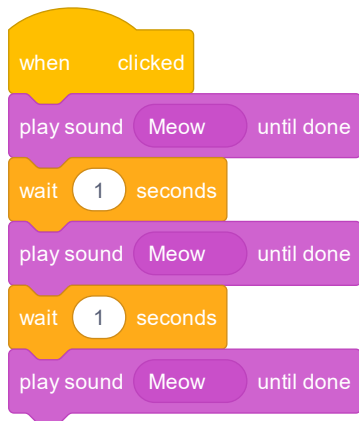 when clicked
play sound Meow until done
wait 1 seconds
play sound Meow until done
wait 1 seconds
play sound Meow until done